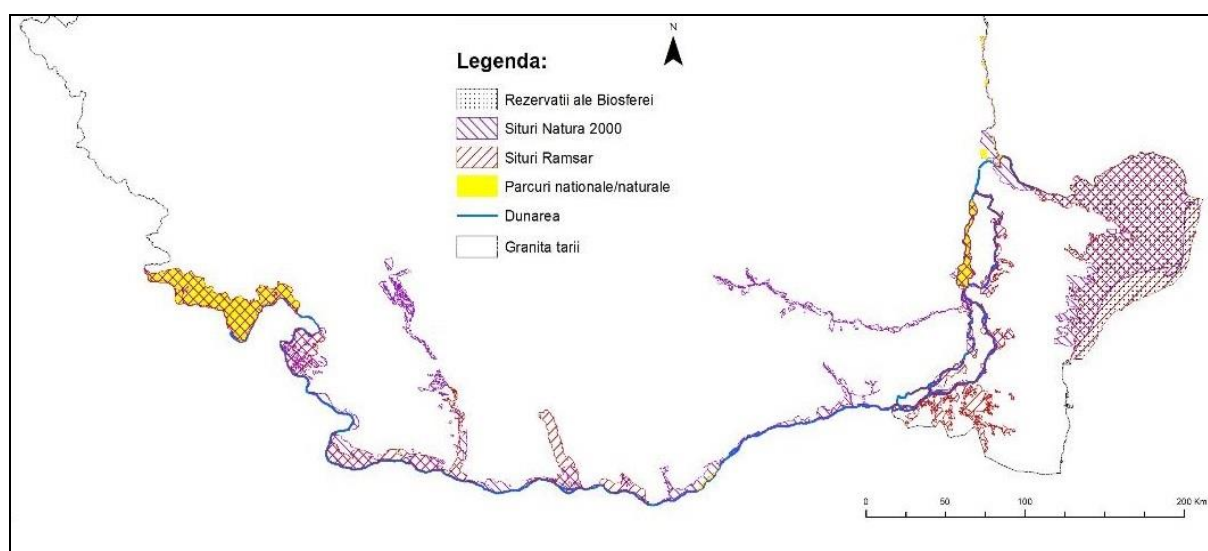 N
Legenda:
Rezervatii ale Biosferei
Situri Natura 2000
Situri Ramsar
Parcuri nationale/naturale
Dunarea
Granita tarii
0 50 100 200 Km